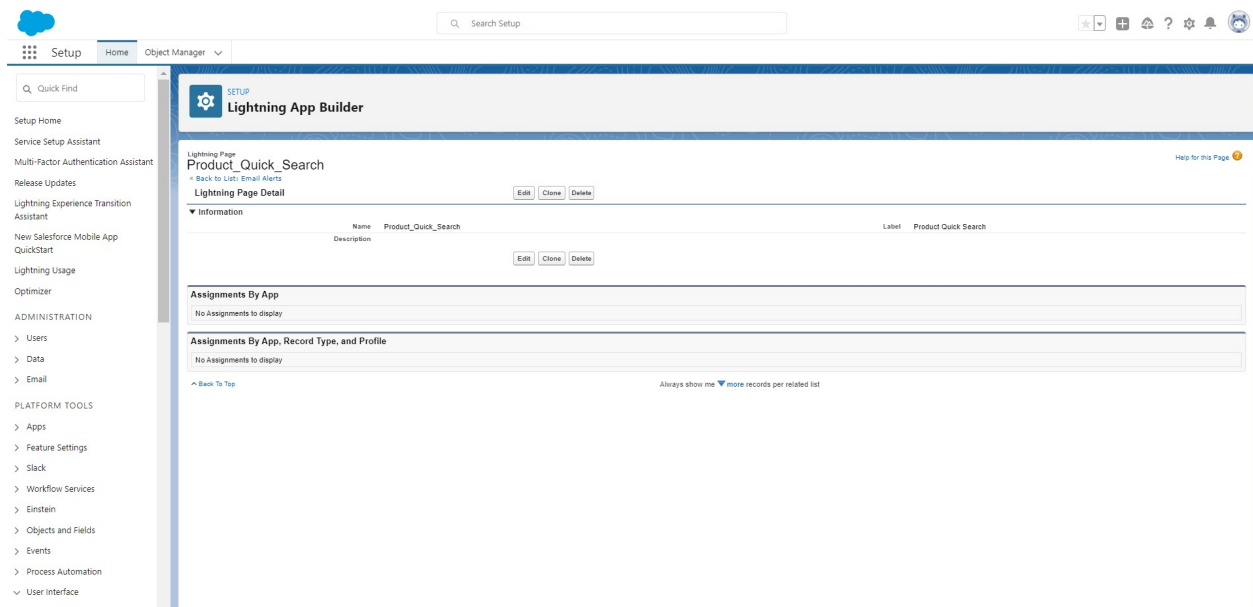 Search Setup
Setup
Home
Object Manager
Quick Find
Setup Home
Service Setup Assistant
Multi-Factor Authentication Assistant
Release Updates
Lightning Experience Transition
Assistant
New Salesforce Mobile App
QuickStart
Lightning Usage
Optimizer
ADMINISTRATION
Users
Data
Email
PLATFORM TOOLS
Apps
Feature Settings
Slack
Workflow Services
Einstein
Objects and Fields
Events
Process Automation
User Interface
SETUP
Lightning App Builder
Lightning Page
Product_Quick_Search
Help for this Page
« Back to List: Email Alerts
Lightning Page Detail
Edit Clone Delete
Information
Name Product_Quick_Search Label Product Quick Search
Description
Edit Clone Delete
Assignments By App
No Assignments to display
Assignments By App, Record Type, and Profile
No Assignments to display
^ Back To Top Always show me more records per related list